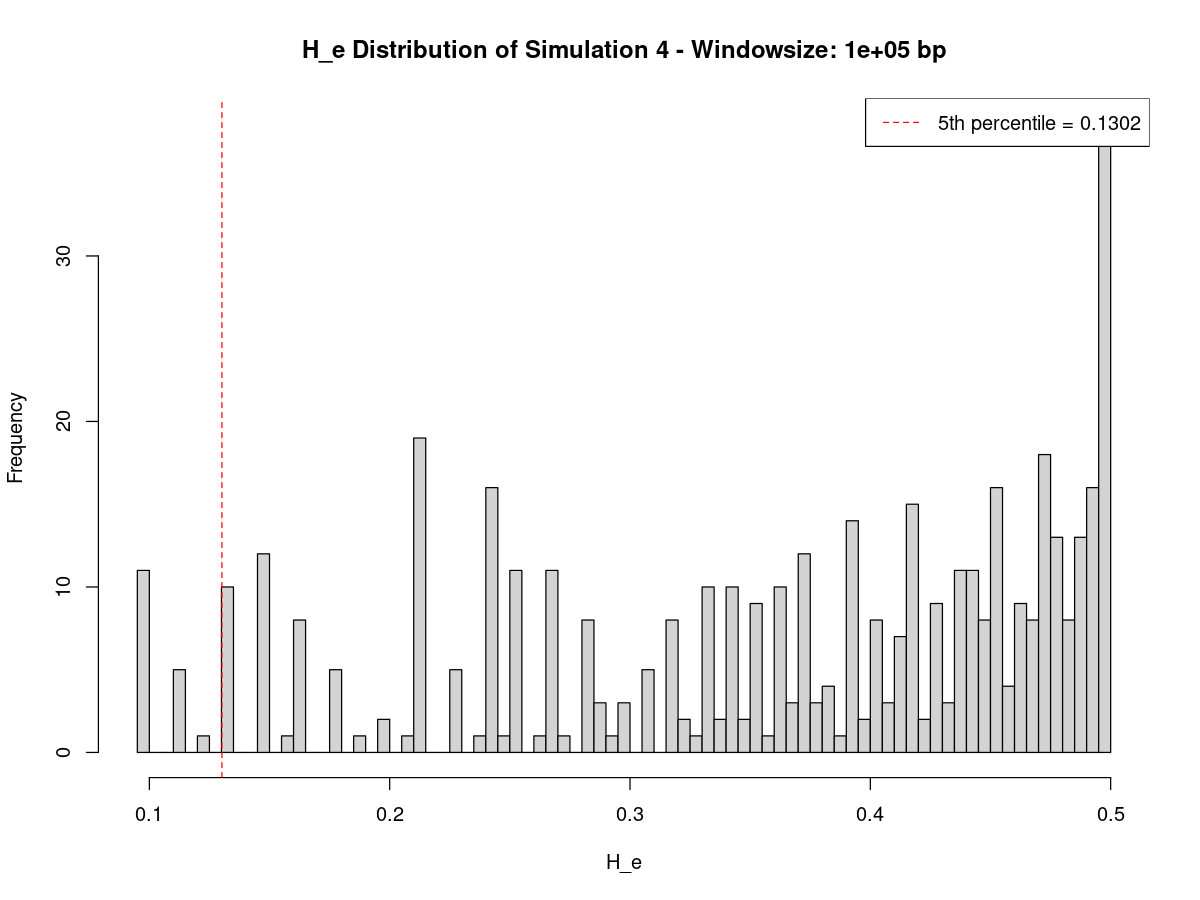 H_e Distribution of Simulation 4 - Windowsize: 1e+05 bp
5th percentile = 0.1302
Frequency
30
20
10
0
0.1 0.2 0.3 0.4 0.5
H_e